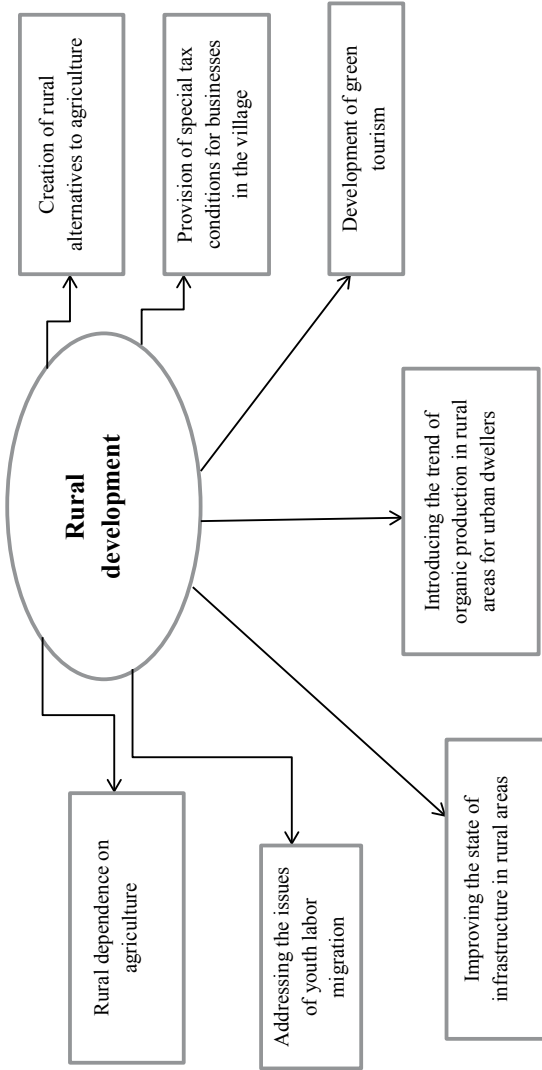 Rural
development
Rural dependence on
agriculture
Creation of rural
alternatives to agriculture
Addressing the issues
of youth labor
migration
Provision of special tax
conditions for businesses
in the village
Improving the state of
infrastructure in rural areas
Introducing the trend of
organic production in rural
areas for urban dwellers
Development of green
tourism